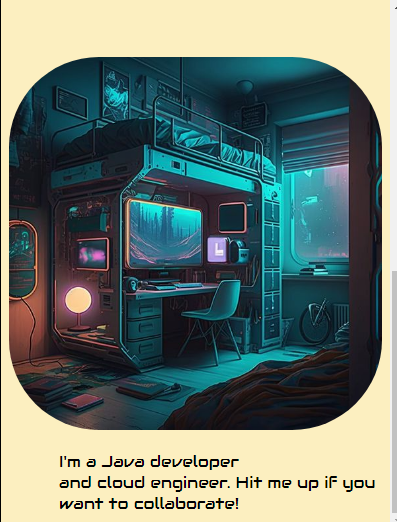 I'm a Java developer
and cloud engineer. Hit me up if you
want to collaborate!